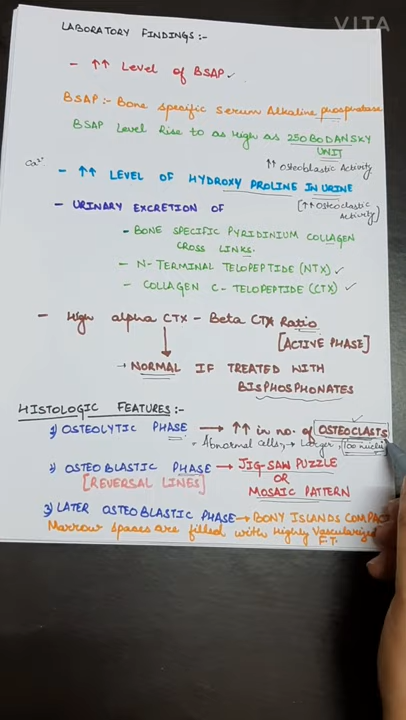 VITA
LABORATORY FINDINGS :-
- ↑↑ Level of BSAP ✓
BSAP :- Bone Specific Serum Alkaline phosphatase
BSAP Level Rise to as High as 250 BODANSKY
UNIT
↑↑ Osteoblastic Activity
Ca²⁺
- ↑↑ LEVEL OF HYDROXY PROLINE IN URINE
[↑↑ Osteoclastic
Activity]
- URINARY EXCRETION OF
- BONE SPECIFIC PYRIDINIUM COLLAGEN
CROSS LINKS.
- N-TERMINAL TELOPEPTIDE (NTX) ✓
- COLLAGEN C-TELOPEPTIDE (CTX) ✓
- High alpha CTX - Beta CTX Ratio
[ACTIVE PHASE]
→ NORMAL IF TREATED WITH
BISPHOSPHONATES
HISTOLOGIC FEATURES :-
1) OSTEOLYTIC PHASE → ↑↑ in no. of OSTEOCLASTS
Abnormal cells, → Larger, 100 nuclei
2) OSTEOBLASTIC PHASE → JIG-SAW PUZZLE
[REVERSAL LINES] OR
MOSAIC PATTERN
3) LATER OSTEOBLASTIC PHASE → BONY ISLANDS COMPAC
Marrow spaces are filled with Highly Vascularized
F.T.